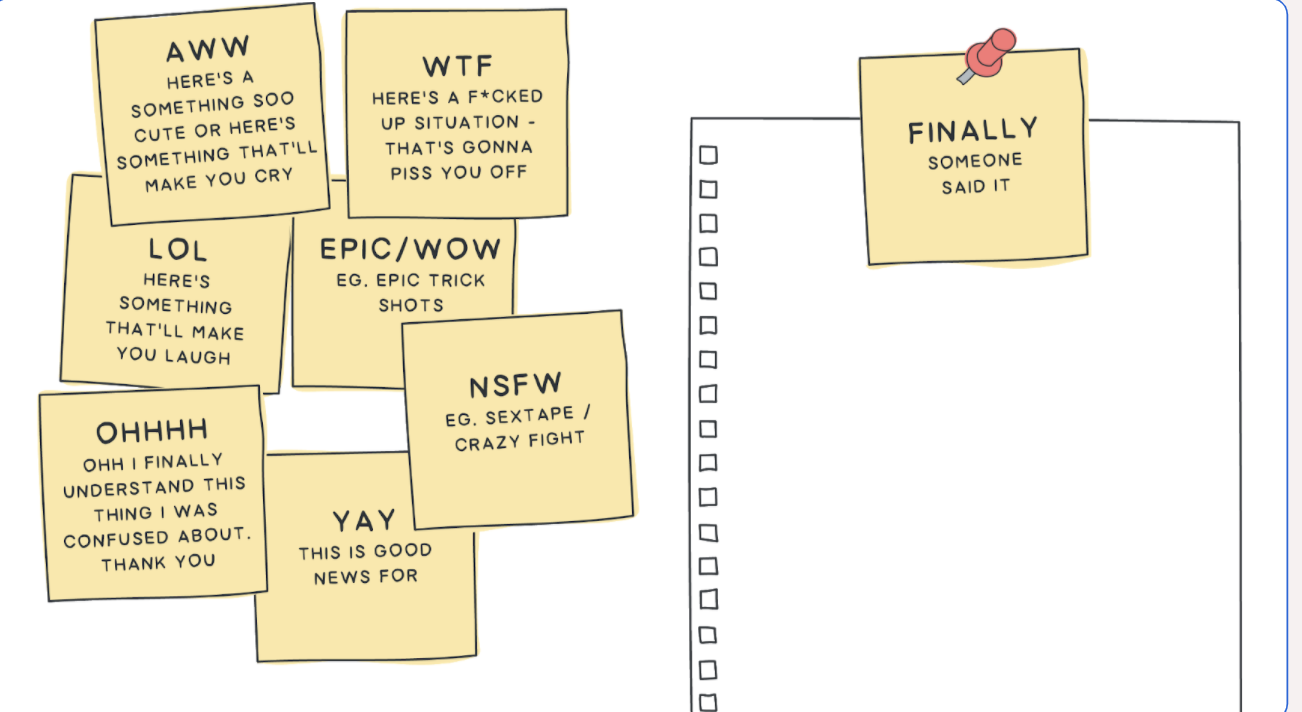 AWW
HERE'S A
SOMETHING SOO
CUTE OR HERE'S
SOMETHING THAT'LL
MAKE YOU CRY
WTF
HERE'S A F*CKED
UP SITUATION -
THAT'S GONNA
PISS YOU OFF
LOL
HERE'S
SOMETHING
THAT'LL MAKE
YOU LAUGH
EPIC/WOW
EG. EPIC TRICK
SHOTS
NSFW
EG. SEXTAPE /
CRAZY FIGHT
OHHHH
OHH I FINALLY
UNDERSTAND THIS
THING I WAS
CONFUSED ABOUT.
THANK YOU
YAY
THIS IS GOOD
NEWS FOR
FINALLY
SOMEONE
SAID IT